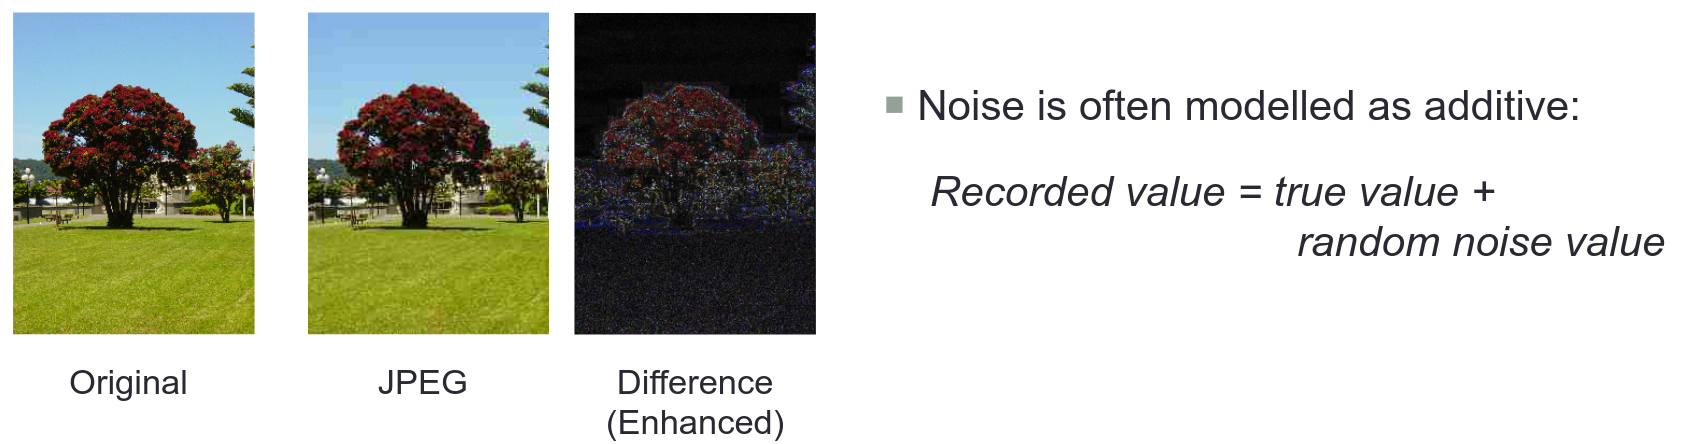 Original
JPEG
Difference
(Enhanced)
Noise is often modelled as additive:
Recorded value = true value +
random noise value